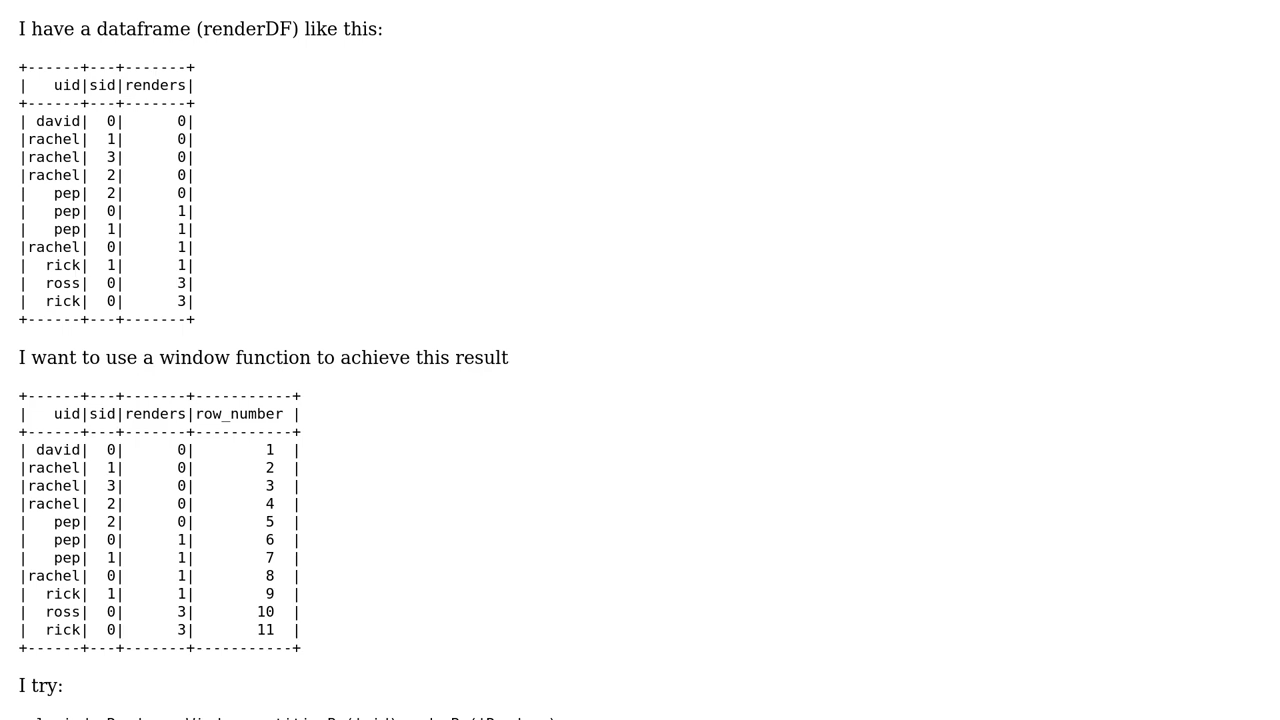 I have a dataframe (renderDF) like this:
+------+---+-------+
|   uid|sid|renders|
+------+---+-------+
| david|  0|      0|
|rachel|  1|      0|
|rachel|  3|      0|
|rachel|  2|      0|
|   pep|  2|      0|
|   pep|  0|      1|
|   pep|  1|      1|
|rachel|  0|      1|
|  rick|  1|      1|
|  ross|  0|      3|
|  rick|  0|      3|
+------+---+-------+
I want to use a window function to achieve this result
+------+---+-------+-----------+
|   uid|sid|renders|row_number |
+------+---+-------+-----------+
| david|  0|      0|        1  |
|rachel|  1|      0|        2  |
|rachel|  3|      0|        3  |
|rachel|  2|      0|        4  |
|   pep|  2|      0|        5  |
|   pep|  0|      1|        6  |
|   pep|  1|      1|        7  |
|rachel|  0|      1|        8  |
|  rick|  1|      1|        9  |
|  ross|  0|      3|       10  |
|  rick|  0|      3|       11  |
+------+---+-------+-----------+
I try: